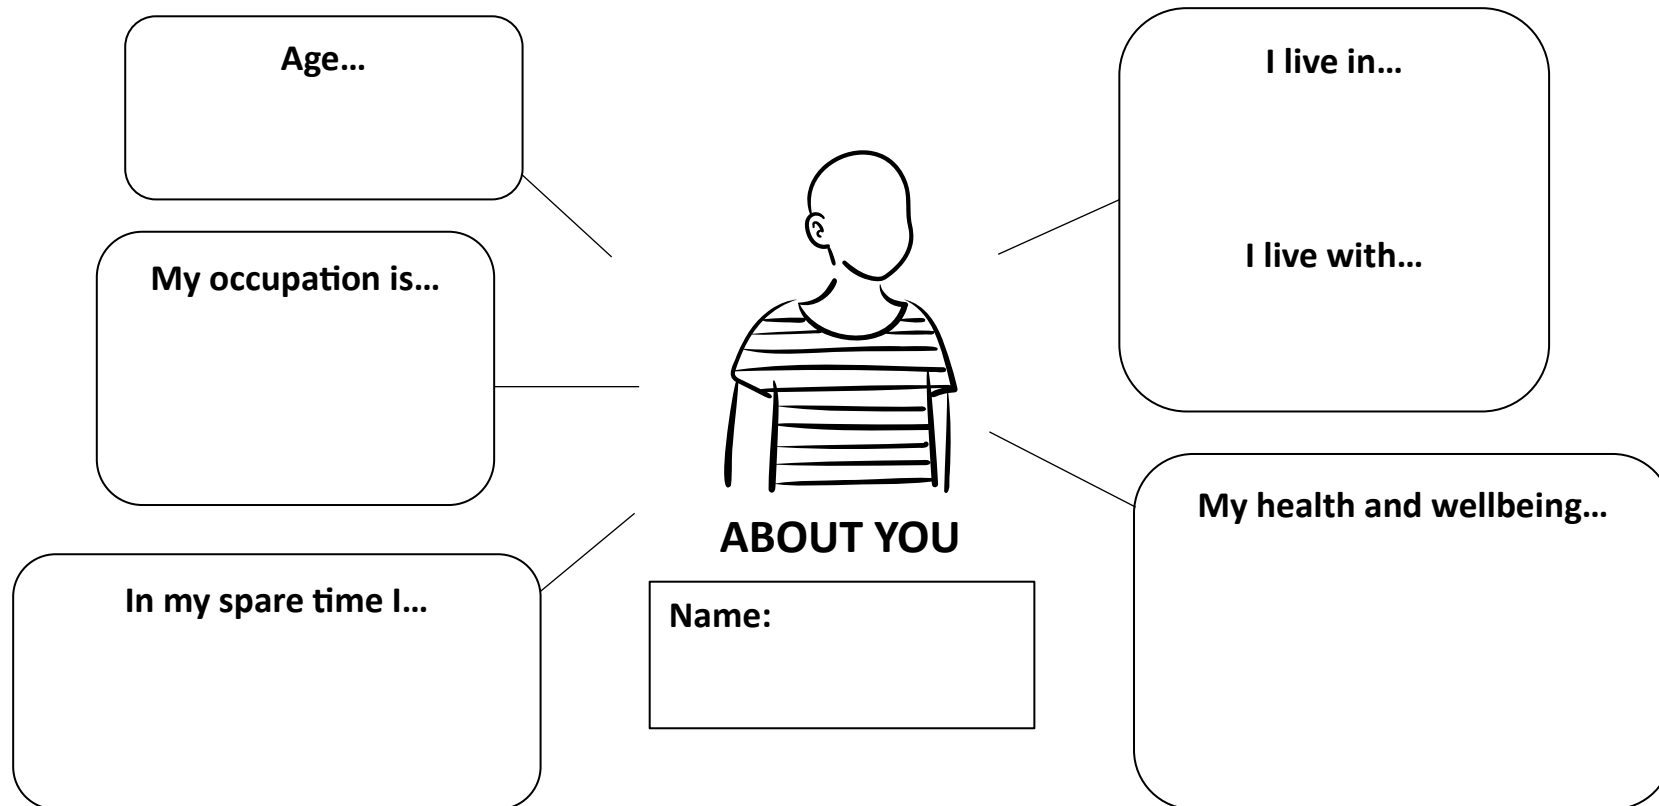 Age…
My occupation is…
In my spare time I…
ABOUT YOU
Name:
I live in…
I live with…
My health and wellbeing…